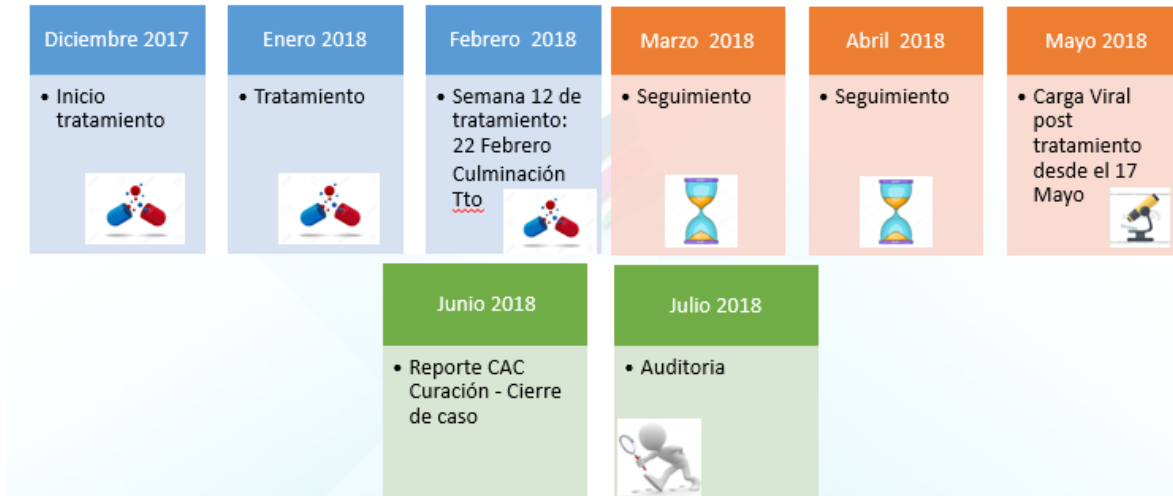 Diciembre 2017
• Inicio
tratamiento
Enero 2018
• Tratamiento
Febrero 2018
• Semana 12 de
tratamiento:
22 Febrero
Culminación
Tto
Marzo 2018
• Seguimiento
Abril 2018
• Seguimiento
Mayo 2018
• Carga Viral
post
tratamiento
desde el 17
Mayo
Junio 2018
• Reporte CAC
Curación - Cierre
de caso
Julio 2018
• Auditoria